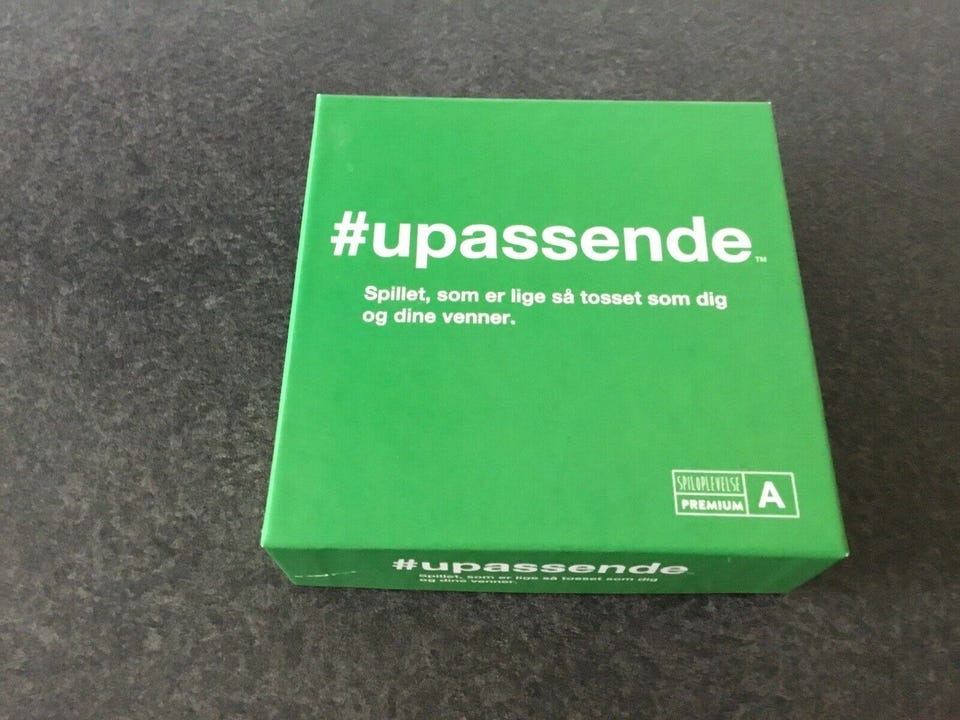 #upassende™
Spillet, som er lige så tosset som dig
og dine venner.
SPILOPLEVELSE
PREMIUM
A
#upassende™
Spillet, som er lige så tosset som dig
og dine venner.